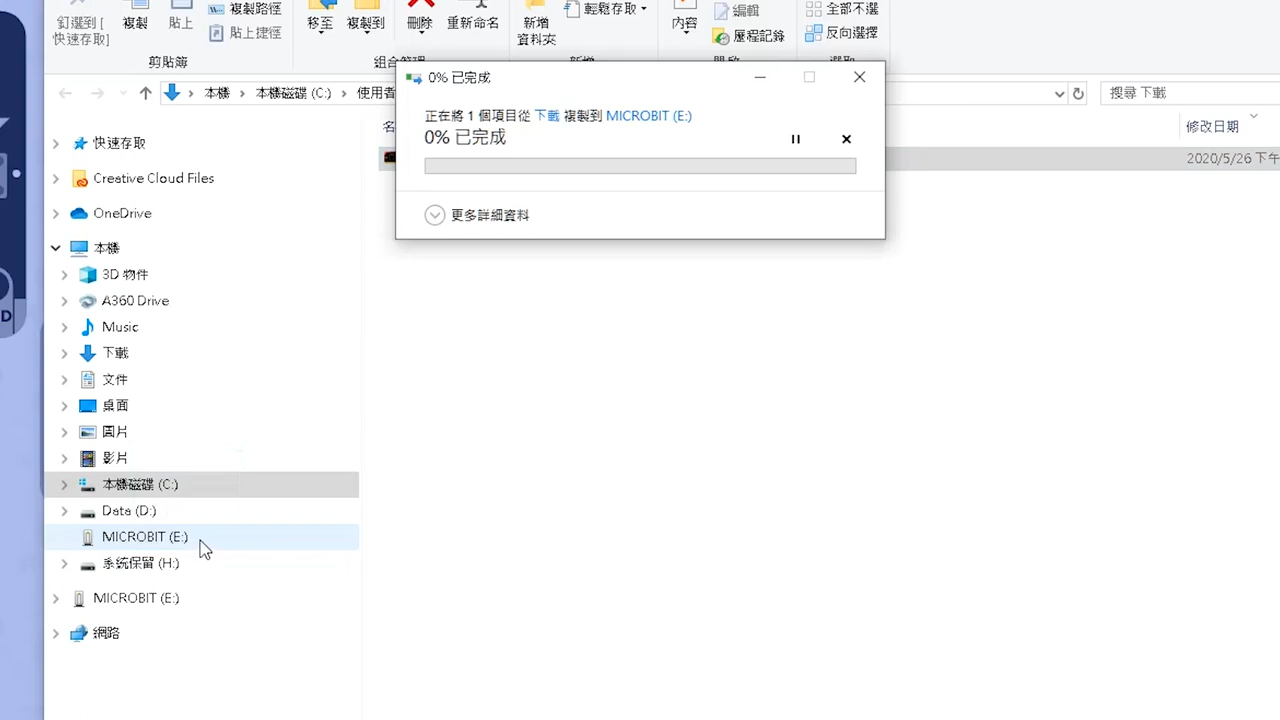 釘選到 [
快速存取]
複製
貼上
複製路徑
貼上捷徑
剪貼簿
移至
複製到
刪除
重新命名
組合管理
新增
資料夾
輕鬆存取
內容
編輯
歷程記錄
全部不選
反向選擇
本機
本機磁碟 (C:)
使用者
搜尋 下載
0% 已完成
正在將 1 個項目從 下載 複製到 MICROBIT (E:)
0% 已完成
更多詳細資料
修改日期
2020/5/26 下午
快速存取
Creative Cloud Files
OneDrive
本機
3D 物件
A360 Drive
Music
下載
文件
桌面
圖片
影片
本機磁碟 (C:)
Data (D:)
MICROBIT (E:)
系統保留 (H:)
MICROBIT (E:)
網路
D